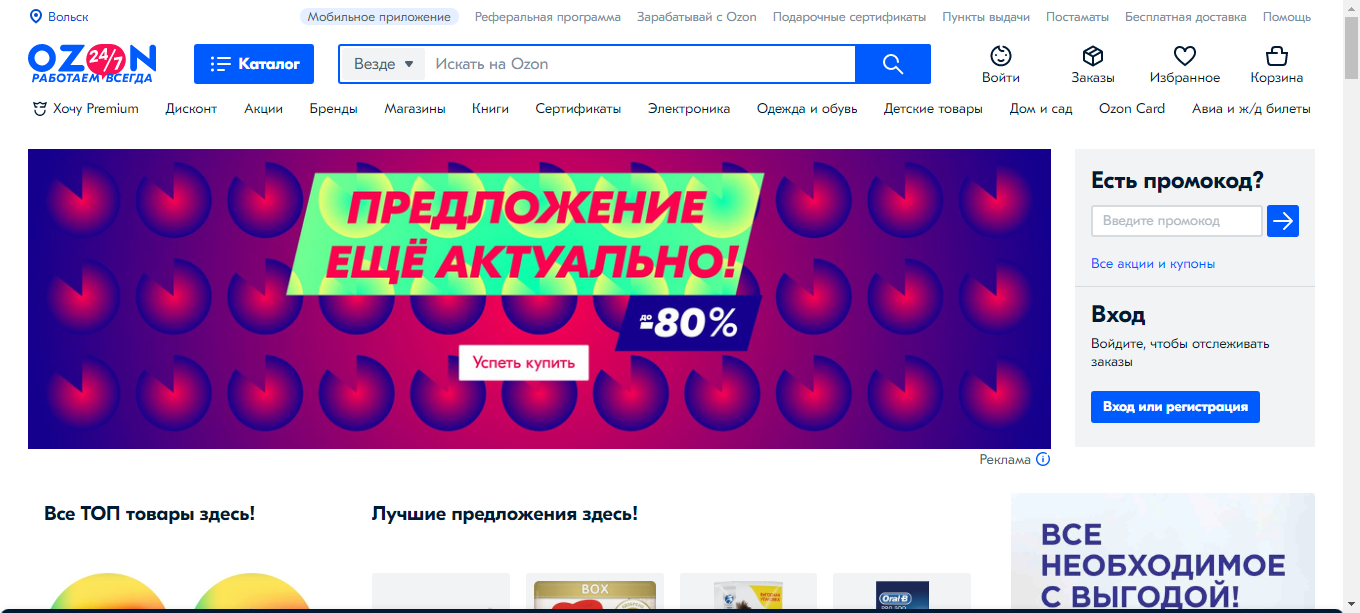 Вольск
Мобильное приложение Реферальная программа Зарабатывай с Ozon Подарочные сертификаты Пункты выдачи Постаматы Бесплатная доставка Помощь
OZON
24/7
РАБОТАЕМ ВСЕГДА
Каталог
Везде Искать на Ozon
Войти Заказы Избранное Корзина
Хочу Premium Дисконт Акции Бренды Магазины Книги Сертификаты Электроника Одежда и обувь Детские товары Дом и сад Ozon Card Авиа и ж/д билеты
ПРЕДЛОЖЕНИЕ
ЕЩЁ АКТУАЛЬНО!
до
-80%
Успеть купить
Реклама
Есть промокод?
Введите промокод
Все акции и купоны
Вход
Войдите, чтобы отслеживать
заказы
Вход или регистрация
Все ТОП товары здесь!
Лучшие предложения здесь!
BOX
Oral-B
ВСЕ
НЕОБХОДИМОЕ
С ВЫГОДОЙ!